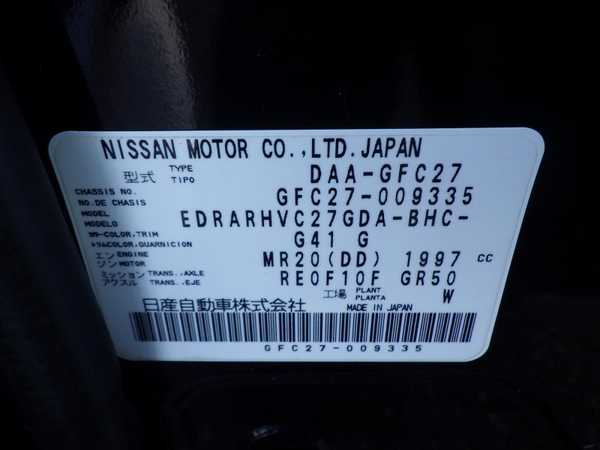 NISSAN MOTOR CO.,LTD.JAPAN
型式 TYPE TIPO DAA-GFC27
CHASSIS NO. NO.DE CHASIS GFC27-009335
MODEL MODELO EDRARHVC27GDA-BHC-
COLOR,TRIM COLOR,GUARNICION G41 G
エンジン ENGINE MOTOR MR20(DD) 1997 cc
ミッション アクスル TRANS.,AXLE TRANS.,EJE RE0F10F GR50
工場 PLANT PLANTA W
日産自動車株式会社 MADE IN JAPAN
GFC27-009335